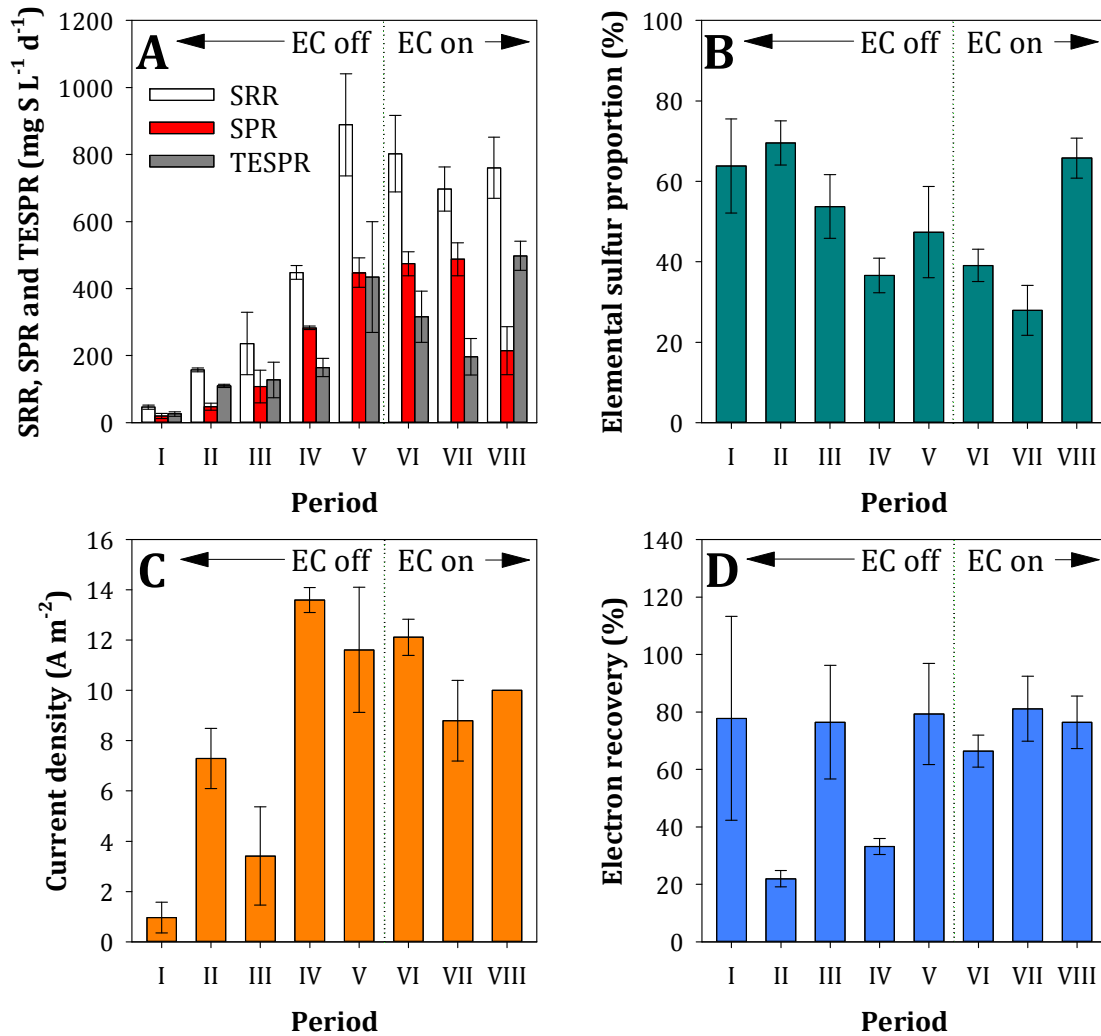 A
EC off
EC on
SRR
SPR
TESPR
SRR, SPR and TESPR (mg S L⁻¹ d⁻¹)
1200
1000
800
600
400
200
0
I II III IV V VI VII VIII
Period
B
Elemental sulfur proportion (%)
100
80
60
40
20
0
I II III IV V VI VII VIII
Period
C
EC off
EC on
Current density (A m⁻²)
16
14
12
10
8
6
4
2
0
I II III IV V VI VII VIII
Period
D
EC off
EC on
Electron recovery (%)
140
120
100
80
60
40
20
0
I II III IV V VI VII VIII
Period